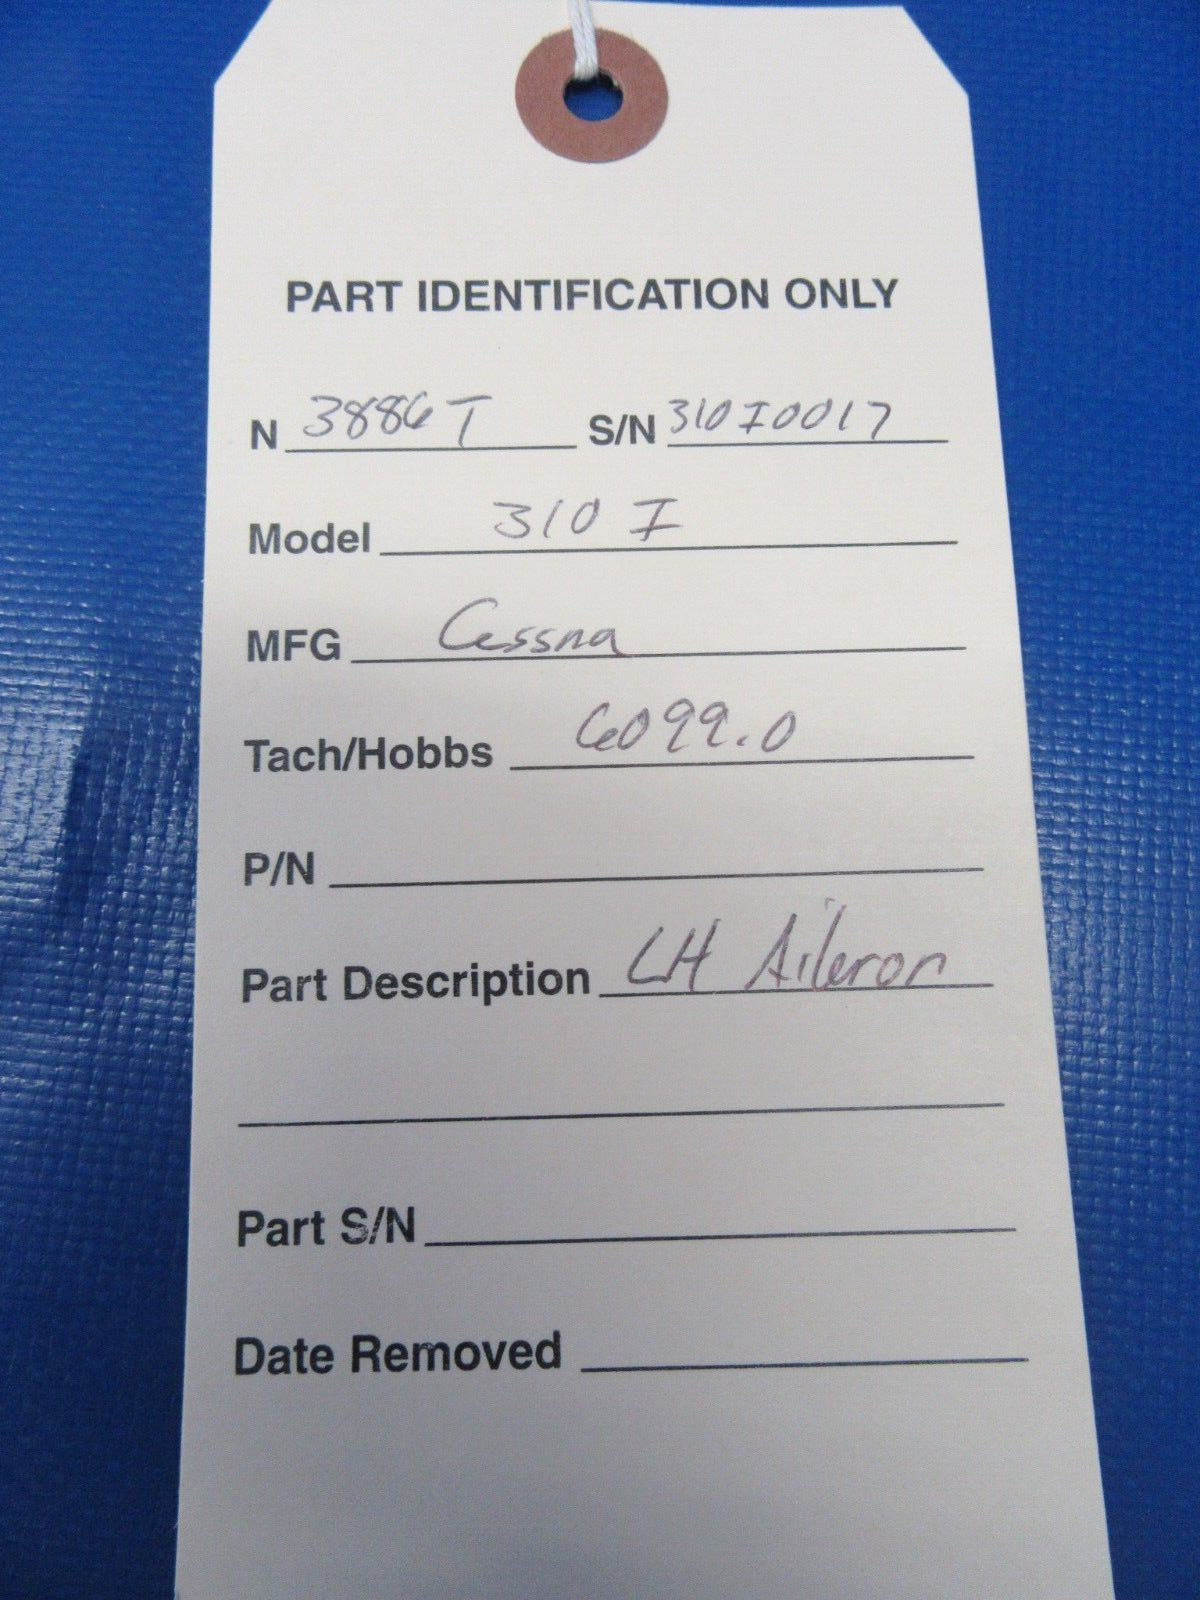 PART IDENTIFICATION ONLY
N 3886T S/N 310I0017
Model 310 I
MFG Cessna
Tach/Hobbs 6099.0
P/N
Part Description LH Aileron
Part S/N
Date Removed